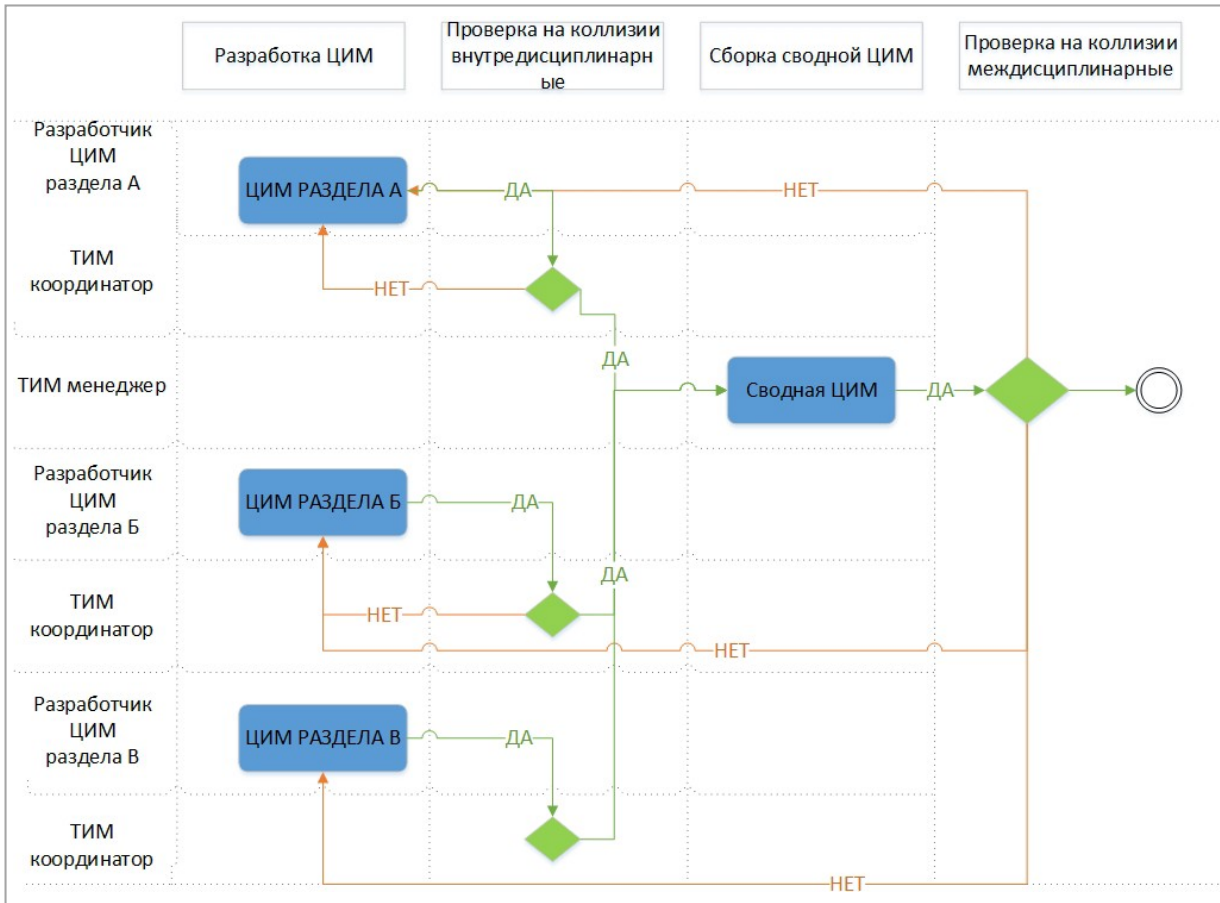 Разработка ЦИМ
Проверка на коллизии
внутредисциплинарн
ые
Сборка сводной ЦИМ
Проверка на коллизии
междисциплинарные
Разработчик
ЦИМ
раздела А
ЦИМ РАЗДЕЛА А
ДА
НЕТ
ТИМ
координатор
НЕТ
ДА
ТИМ менеджер
Сводная ЦИМ
ДА
Разработчик
ЦИМ
раздела Б
ЦИМ РАЗДЕЛА Б
ДА
ДА
ТИМ
координатор
НЕТ
НЕТ
Разработчик
ЦИМ
раздела В
ЦИМ РАЗДЕЛА В
ДА
ТИМ
координатор
НЕТ